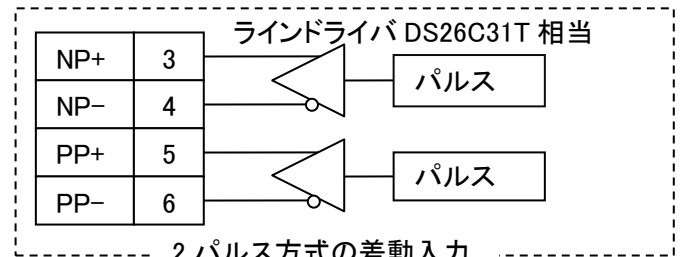 ラインドライバ DS26C31T 相当
NP+ 3
NP− 4
パルス
PP+ 5
PP− 6
パルス
2 パルス方式の差動入力